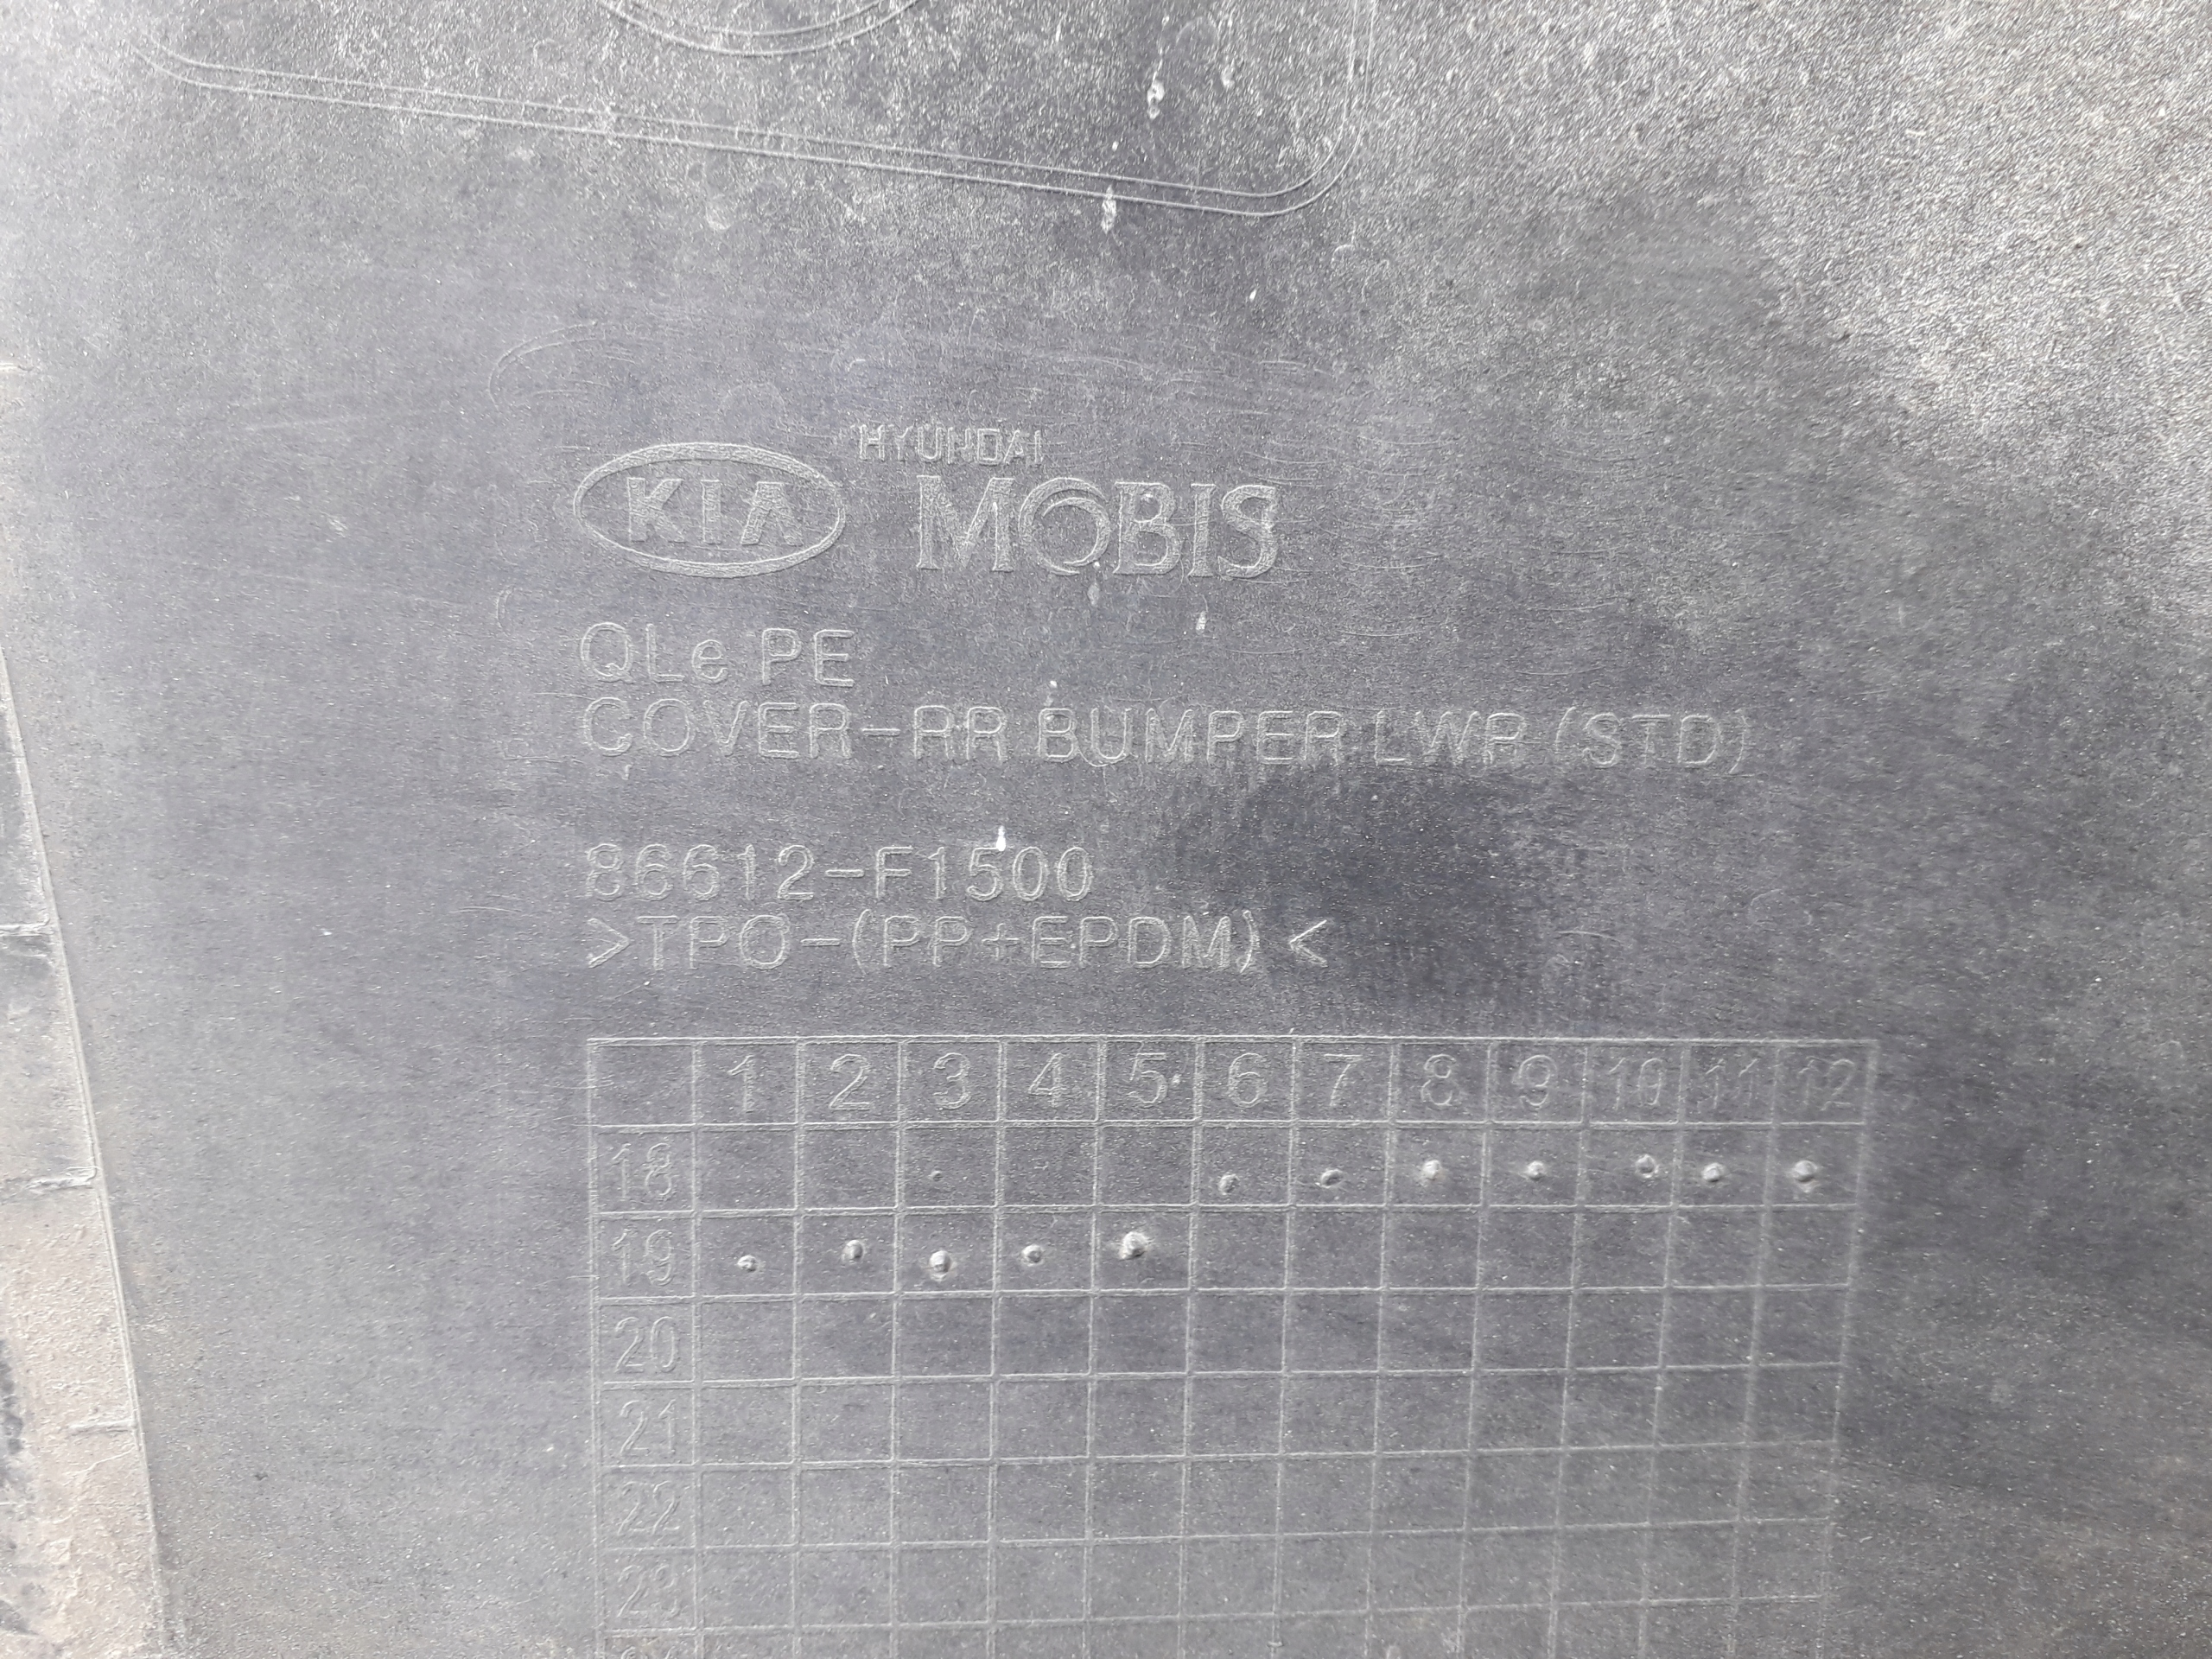 KIA HYUNDAI MOBIS
QLe PE
COVER-RR BUMPER LWR (STD)
86612-F1500
>TPO-(PP+EPDM)<
1 2 3 4 5 6 7 8 9 10 11 12
18
19
20
21
22
23